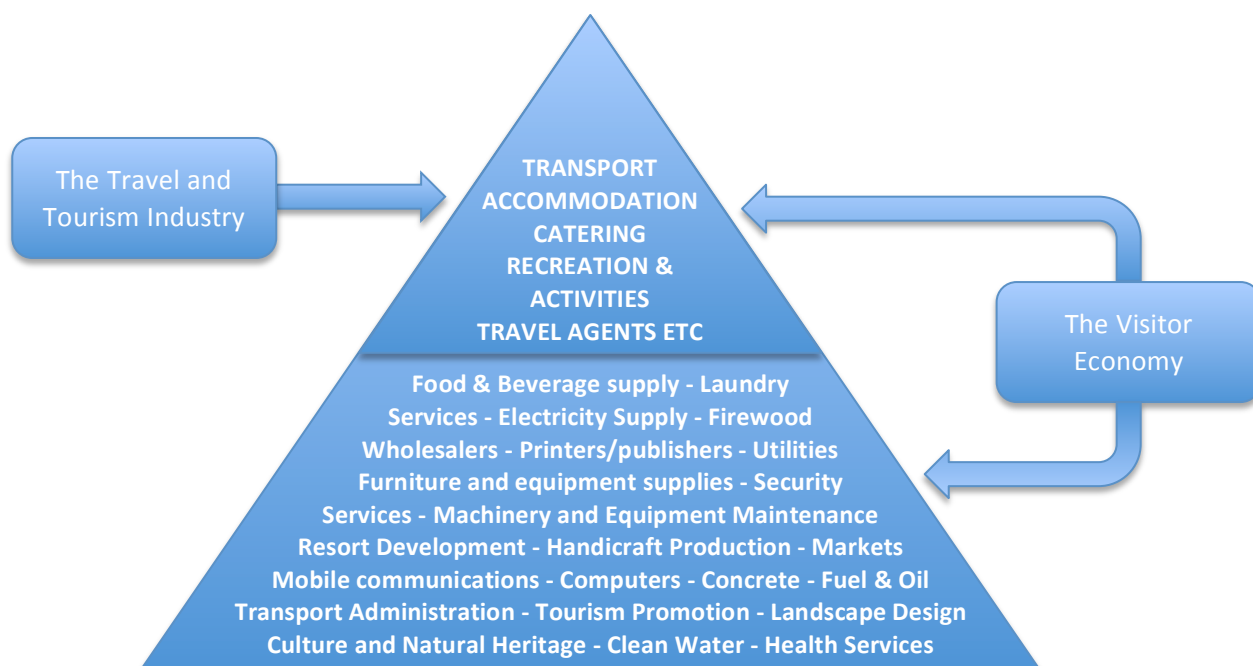 The Travel and
Tourism Industry
TRANSPORT
ACCOMMODATION
CATERING
RECREATION &
ACTIVITIES
TRAVEL AGENTS ETC
The Visitor
Economy
Food & Beverage supply - Laundry
Services - Electricity Supply - Firewood
Wholesalers - Printers/publishers - Utilities
Furniture and equipment supplies - Security
Services - Machinery and Equipment Maintenance
Resort Development - Handicraft Production - Markets
Mobile communications - Computers - Concrete - Fuel & Oil
Transport Administration - Tourism Promotion - Landscape Design
Culture and Natural Heritage - Clean Water - Health Services